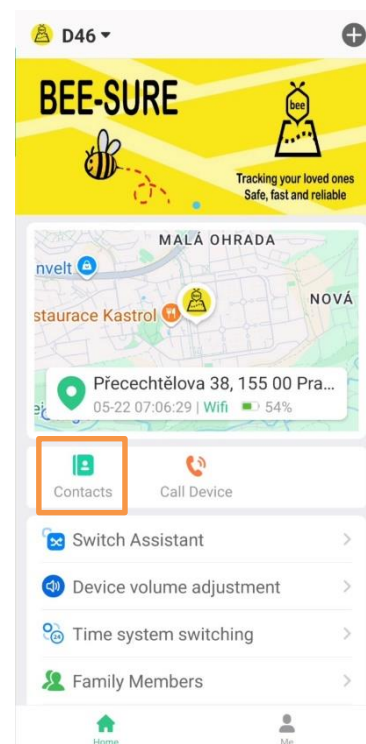 D46
BEE-SURE
bee
Tracking your loved ones
Safe, fast and reliable
MALÁ OHRADA
nvelt
NOVÁ
staurace Kastrol
Přecechtělova 38, 155 00 Pra...
05-22 07:06:29 | Wifi 54%
Contacts
Call Device
Switch Assistant
Device volume adjustment
24
Time system switching
Family Members
Home
Me